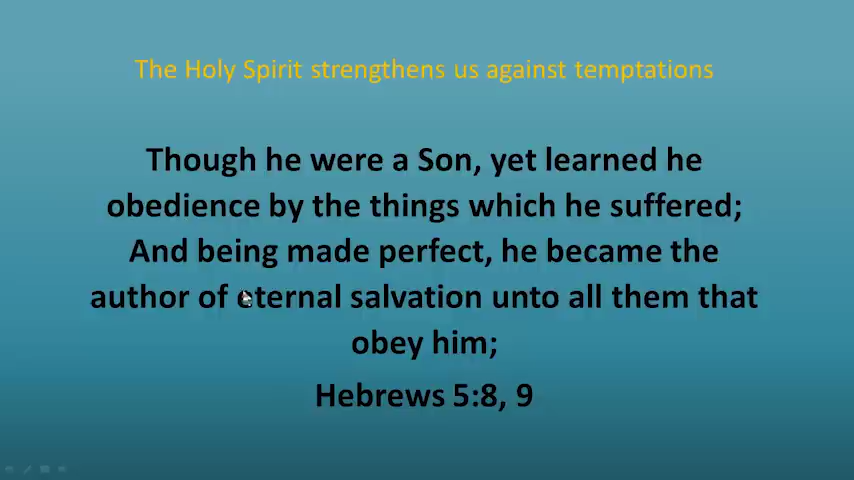 The Holy Spirit strengthens us against temptations
Though he were a Son, yet learned he
obedience by the things which he suffered;
And being made perfect, he became the
author of eternal salvation unto all them that
obey him;
Hebrews 5:8, 9